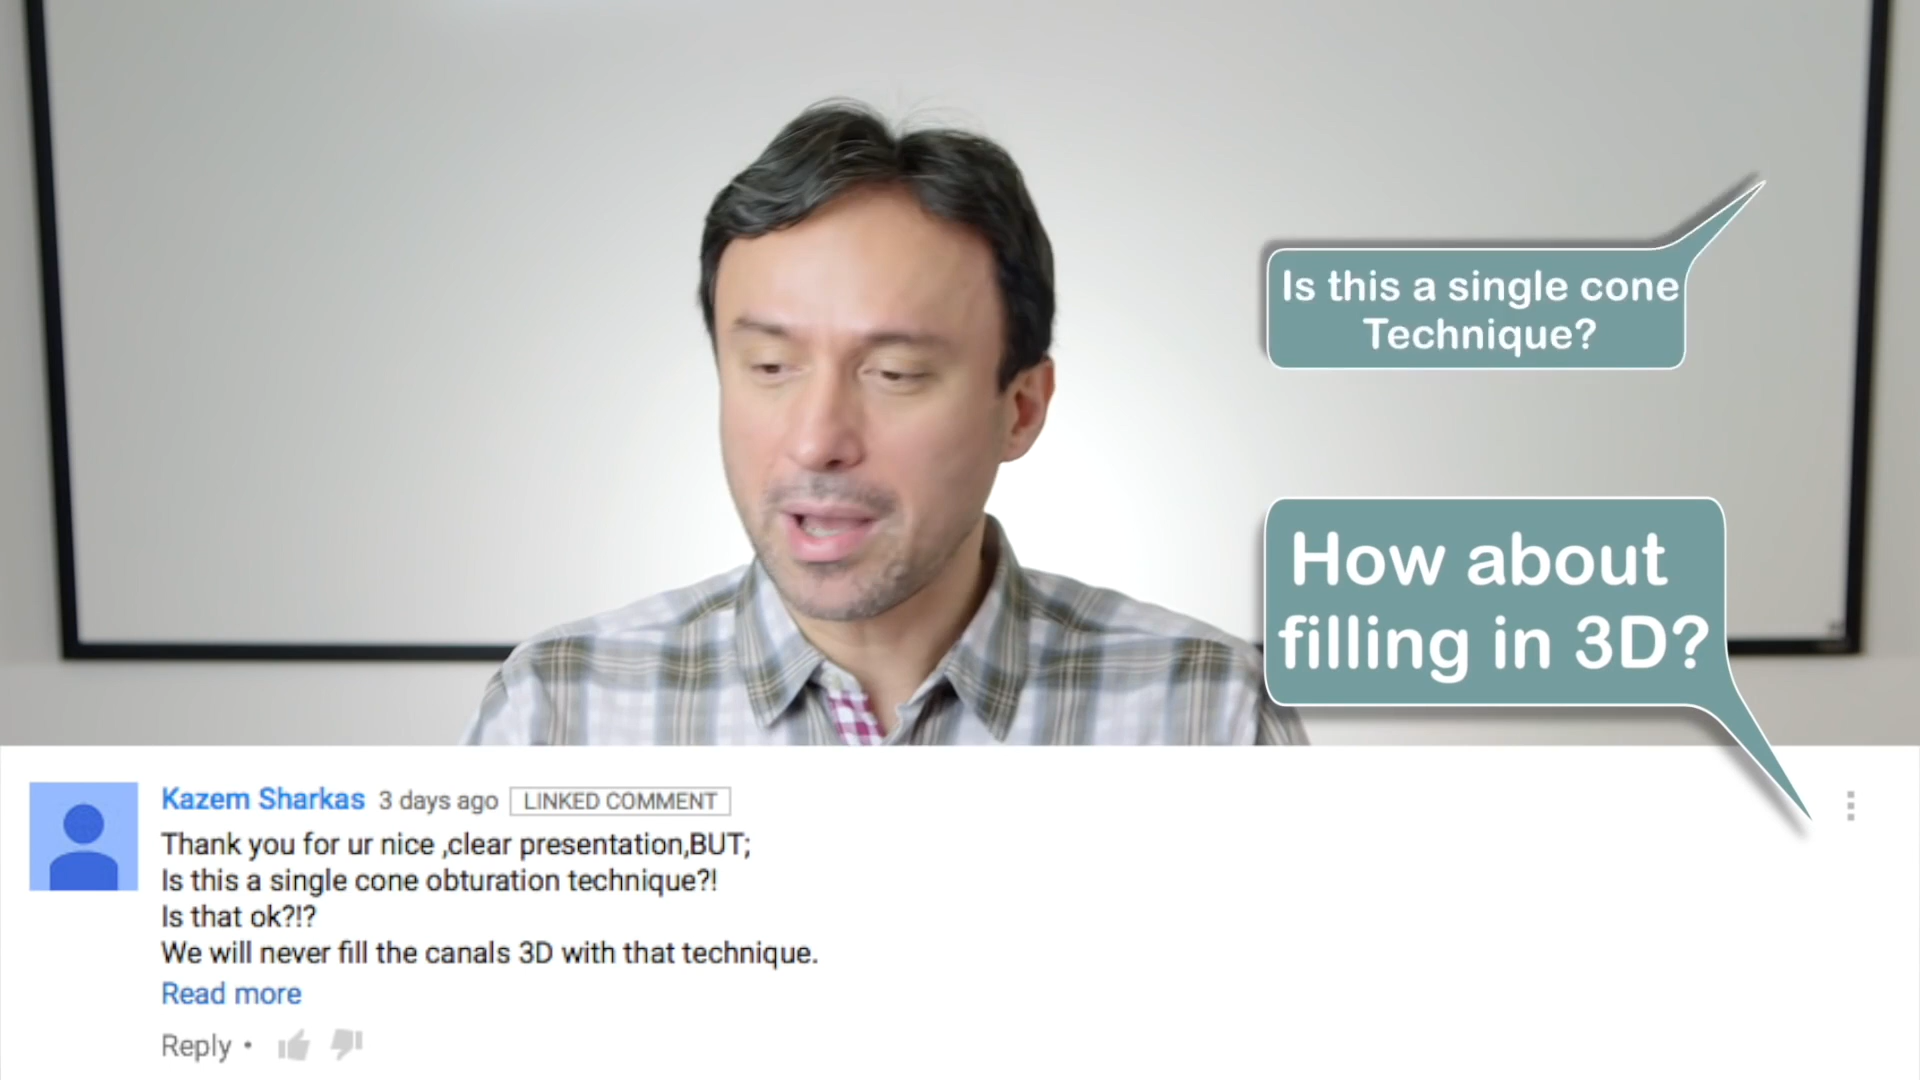 Is this a single cone
Technique?
How about
filling in 3D?
Kazem Sharkas 3 days ago LINKED COMMENT
Thank you for ur nice ,clear presentation,BUT;
Is this a single cone obturation technique?!
Is that ok?!?
We will never fill the canals 3D with that technique.
Read more
Reply •